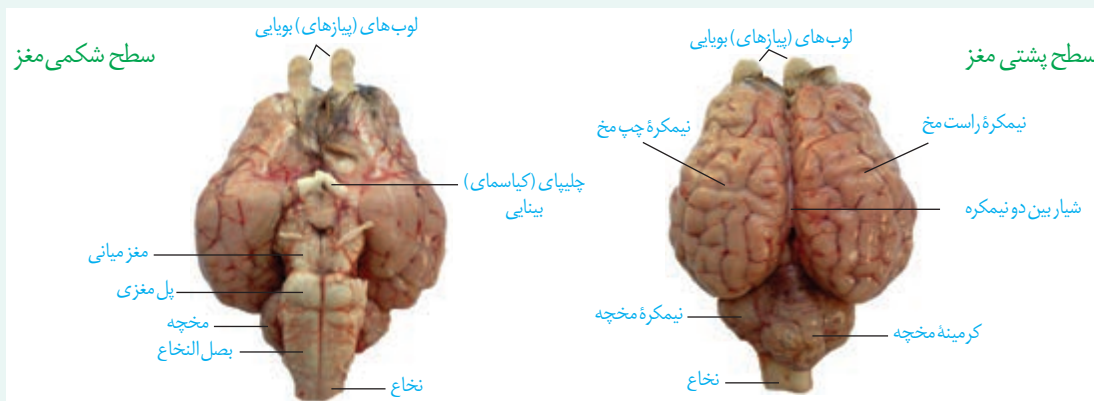 سطح پشتی مغز
لوب‌های (پیازهای) بویایی
نیمکرهٔ راست مخ
نیمکرهٔ چپ مخ
شیار بین دو نیمکره
نیمکرهٔ مخچه
کرمینهٔ مخچه
نخاع
سطح شکمی مغز
لوب‌های (پیازهای) بویایی
چلیپای (کیاسمای)
بینایی
مغز میانی
پل مغزی
مخچه
بصل النخاع
نخاع